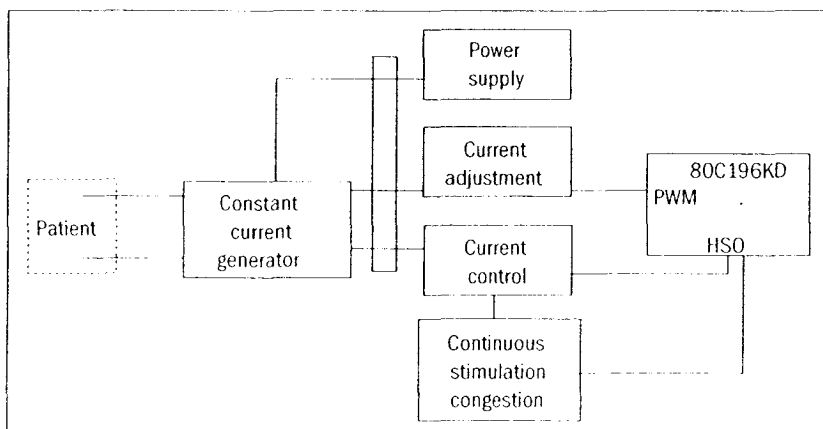 Power
supply
Current
adjustment
80C196KD
PWM
HSO
Patient
Constant
current
generator
Current
control
Continuous
stimulation
congestion